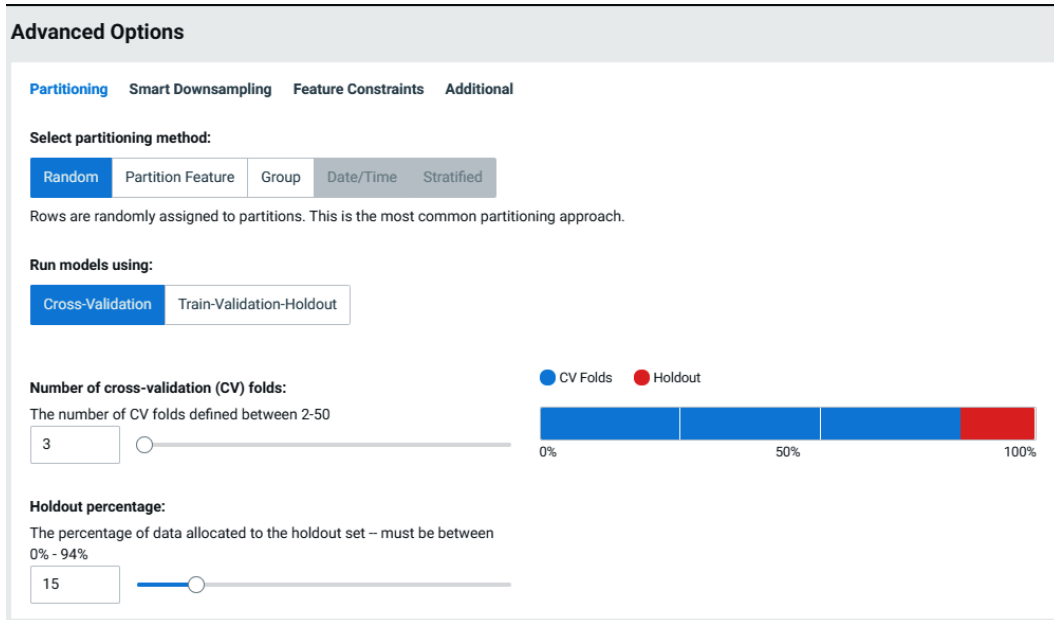 Advanced Options
Partitioning Smart Downsampling Feature Constraints Additional
Select partitioning method:
Random Partition Feature Group Date/Time Stratified
Rows are randomly assigned to partitions. This is the most common partitioning approach.
Run models using:
Cross-Validation Train-Validation-Holdout
Number of cross-validation (CV) folds:
The number of CV folds defined between 2-50
3
CV Folds Holdout
0% 50% 100%
Holdout percentage:
The percentage of data allocated to the holdout set -- must be between
0% - 94%
15